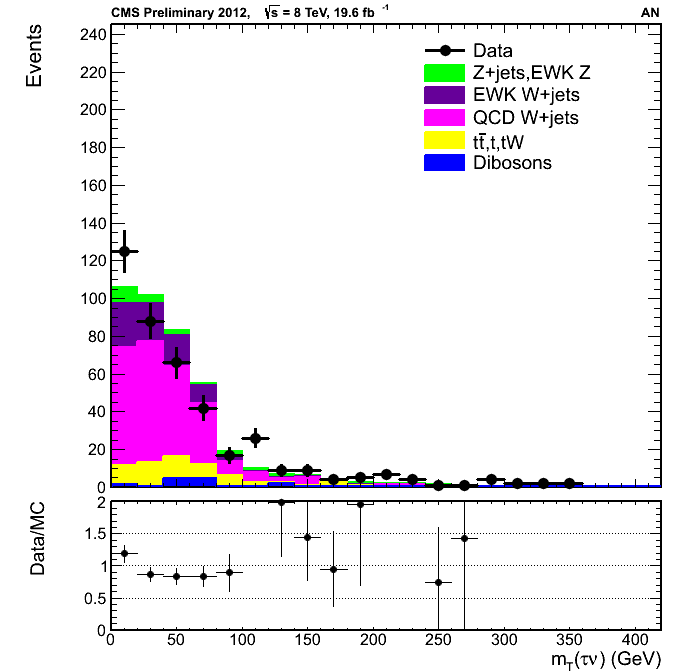 CMS Preliminary 2012, √s = 8 TeV, 19.6 fb⁻¹ AN
Events
240
220
200
180
160
140
120
100
80
60
40
20
0
Data
Z+jets,EWK Z
EWK W+jets
QCD W+jets
tt̄,t,tW
Dibosons
Data/MC
2
1.5
1
0.5
0
0 50 100 150 200 250 300 350 400
m_T(τν) (GeV)